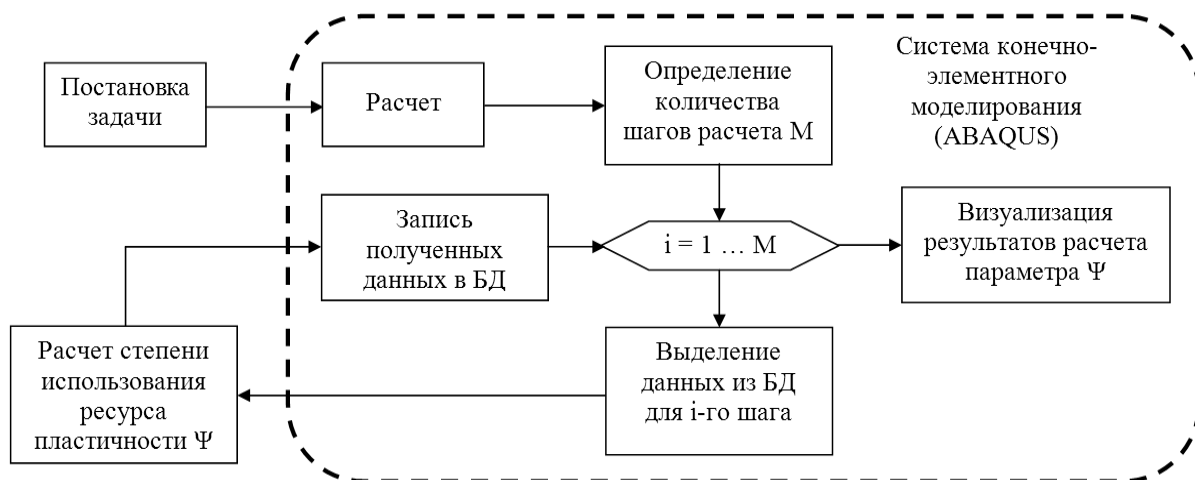 Постановка
задачи
Расчет
Определение
количества
шагов расчета M
Система конечно-
элементного
моделирования
(ABAQUS)
Запись
полученных
данных в БД
i = 1 … M
Визуализация
результатов расчета
параметра Ψ
Расчет степени
использования
ресурса
пластичности Ψ
Выделение
данных из БД
для i-го шага